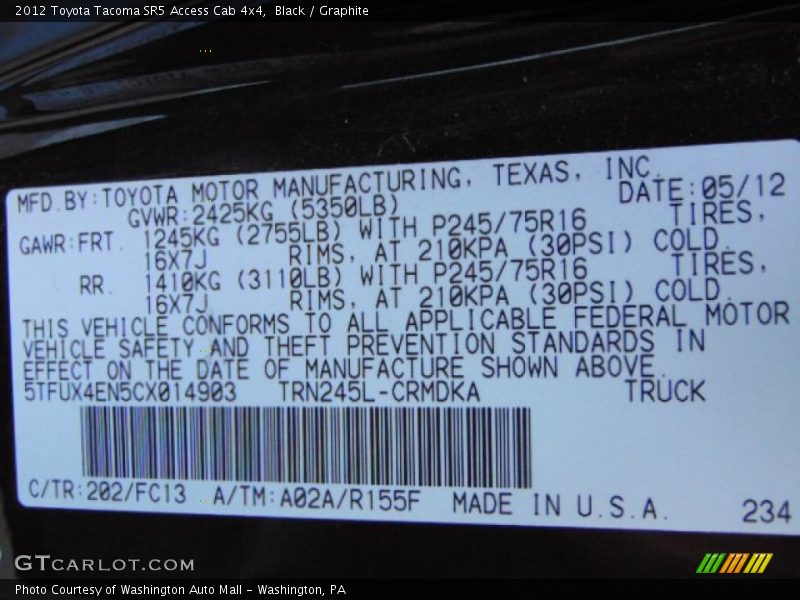 2012 Toyota Tacoma SR5 Access Cab 4x4, Black / Graphite
MFD.BY:TOYOTA MOTOR MANUFACTURING, TEXAS, INC.
GVWR:2425KG (5350LB) DATE:05/12
GAWR:FRT. 1245KG (2755LB) WITH P245/75R16 TIRES,
16X7J RIMS, AT 210KPA (30PSI) COLD.
RR. 1410KG (3110LB) WITH P245/75R16 TIRES,
16X7J RIMS, AT 210KPA (30PSI) COLD.
THIS VEHICLE CONFORMS TO ALL APPLICABLE FEDERAL MOTOR
VEHICLE SAFETY AND THEFT PREVENTION STANDARDS IN
EFFECT ON THE DATE OF MANUFACTURE SHOWN ABOVE.
5TFUX4EN5CX014903 TRN245L-CRMDKA TRUCK
C/TR:202/FC13 A/TM:A02A/R155F MADE IN U.S.A. 234
GTCARLOT.COM
Photo Courtesy of Washington Auto Mall - Washington, PA